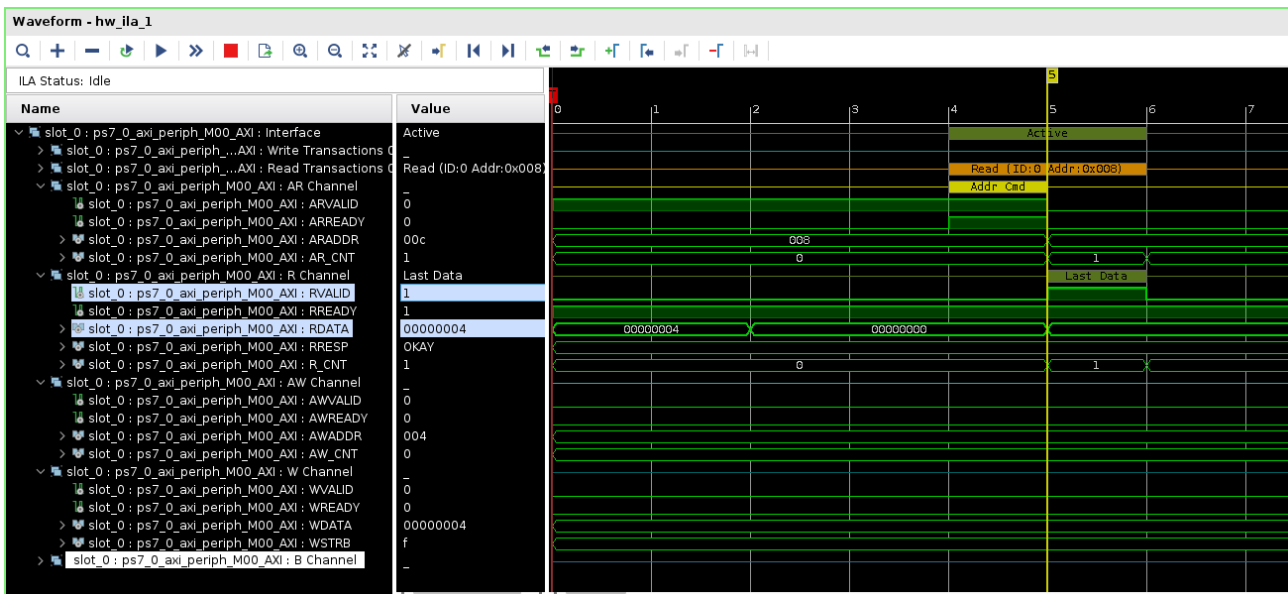 Waveform - hw_ila_1
ILA Status: Idle
Name Value
5
T
0 1 2 3 4 5 6 7
slot_0 : ps7_0_axi_periph_M00_AXI : Interface Active Active
slot_0 : ps7_0_axi_periph_...AXI : Write Transactions _
slot_0 : ps7_0_axi_periph_...AXI : Read Transactions Read (ID:0 Addr:0x008) Read (ID:0 Addr:0x008)
slot_0 : ps7_0_axi_periph_M00_AXI : AR Channel _ Addr Cmd
slot_0 : ps7_0_axi_periph_M00_AXI : ARVALID 0
slot_0 : ps7_0_axi_periph_M00_AXI : ARREADY 0
slot_0 : ps7_0_axi_periph_M00_AXI : ARADDR 00c 008
slot_0 : ps7_0_axi_periph_M00_AXI : AR_CNT 1 0 1
slot_0 : ps7_0_axi_periph_M00_AXI : R Channel Last Data Last Data
slot_0 : ps7_0_axi_periph_M00_AXI : RVALID 1
slot_0 : ps7_0_axi_periph_M00_AXI : RREADY 1
slot_0 : ps7_0_axi_periph_M00_AXI : RDATA 00000004 00000004 00000000
slot_0 : ps7_0_axi_periph_M00_AXI : RRESP OKAY
slot_0 : ps7_0_axi_periph_M00_AXI : R_CNT 1 0 1
slot_0 : ps7_0_axi_periph_M00_AXI : AW Channel _
slot_0 : ps7_0_axi_periph_M00_AXI : AWVALID 0
slot_0 : ps7_0_axi_periph_M00_AXI : AWREADY 0
slot_0 : ps7_0_axi_periph_M00_AXI : AWADDR 004
slot_0 : ps7_0_axi_periph_M00_AXI : AW_CNT 0
slot_0 : ps7_0_axi_periph_M00_AXI : W Channel _
slot_0 : ps7_0_axi_periph_M00_AXI : WVALID 0
slot_0 : ps7_0_axi_periph_M00_AXI : WREADY 0
slot_0 : ps7_0_axi_periph_M00_AXI : WDATA 00000004
slot_0 : ps7_0_axi_periph_M00_AXI : WSTRB f
slot_0 : ps7_0_axi_periph_M00_AXI : B Channel _